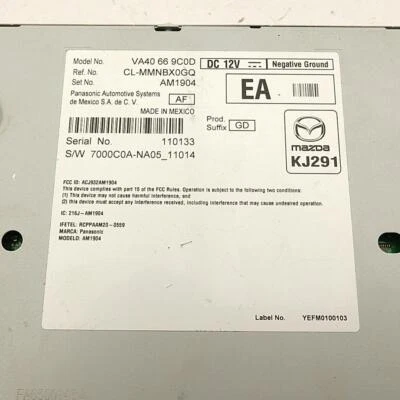 Model No. VA40 66 9C0D DC 12V Negative Ground
Ref. No. CL-MMNBX0GQ
Set No. AM1904 EA
Panasonic Automotive Systems
de Mexico S.A. de C. V. AF
MADE IN MEXICO
Prod. Suffix GD
mazda
KJ291
Serial No. 110133
S/W 7000C0A-NA05_11014
FCC ID: ACJ932AM1904
This device complies with part 15 of FCC Rules. Operation is subject to the following two conditions:
(1) This device may not cause harmful interference, and
(2) this device must accept any interference received, including interference that may cause undesired operation.
IC: 216J-AM1904
IFETEL: RCPPAAM20-0559
MARCA: Panasonic
MODELO: AM1904
Label No. YEFM0100103